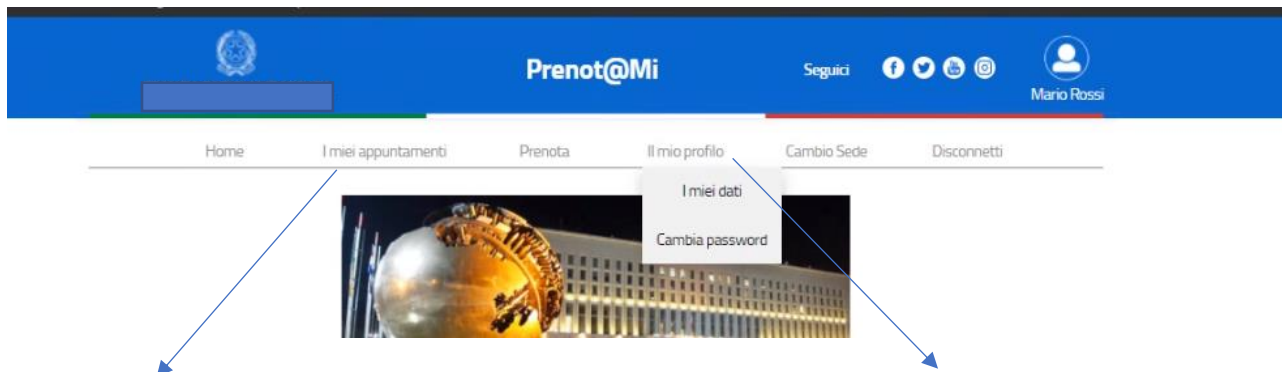 Prenot@Mi
Seguici
Mario Rossi
Home I miei appuntamenti Prenota Il mio profilo Cambio Sede Disconnetti
I miei dati
Cambia password